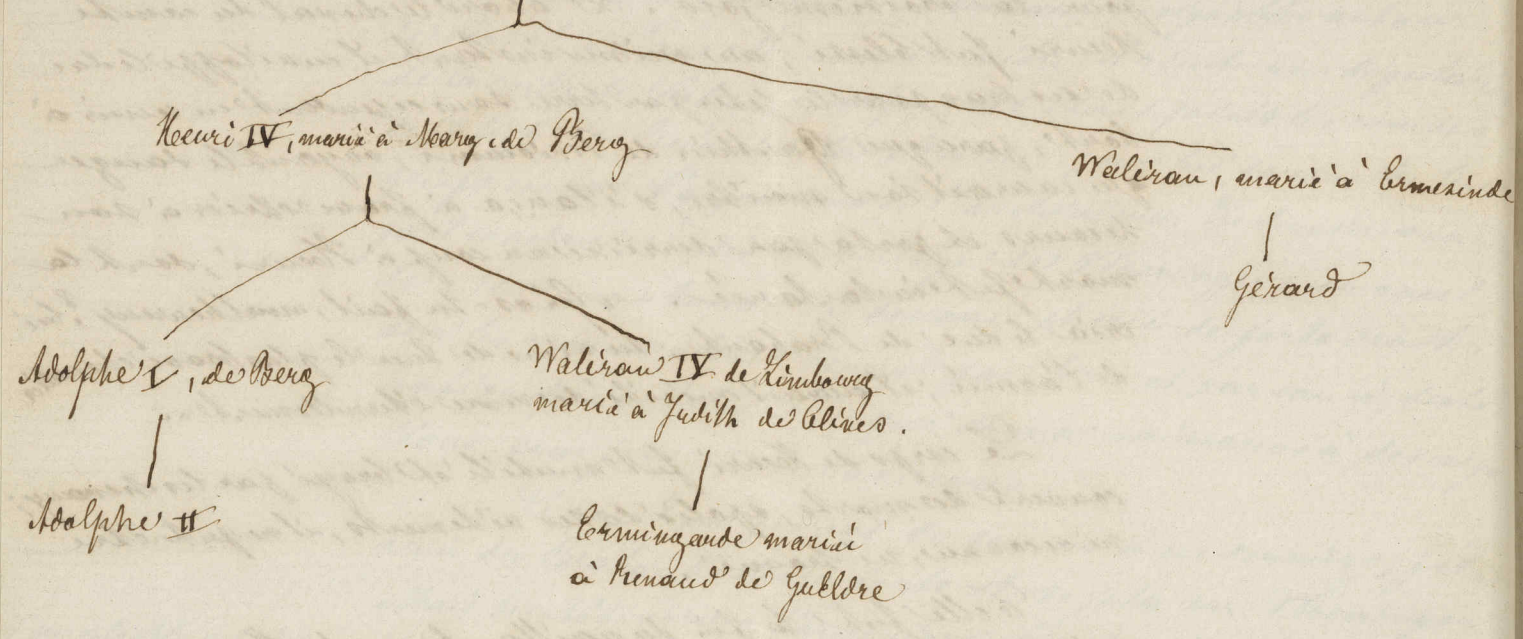 Henri IV, marié à Marg. de Berg
Waléran, marié à Ermesinde
Gérard
Adolphe I, de Berg
Waléran IV de Limbourg
marié à Judith de Clèves.
Adolphe II
Ermingarde mariée
à Renaud de Gueldre